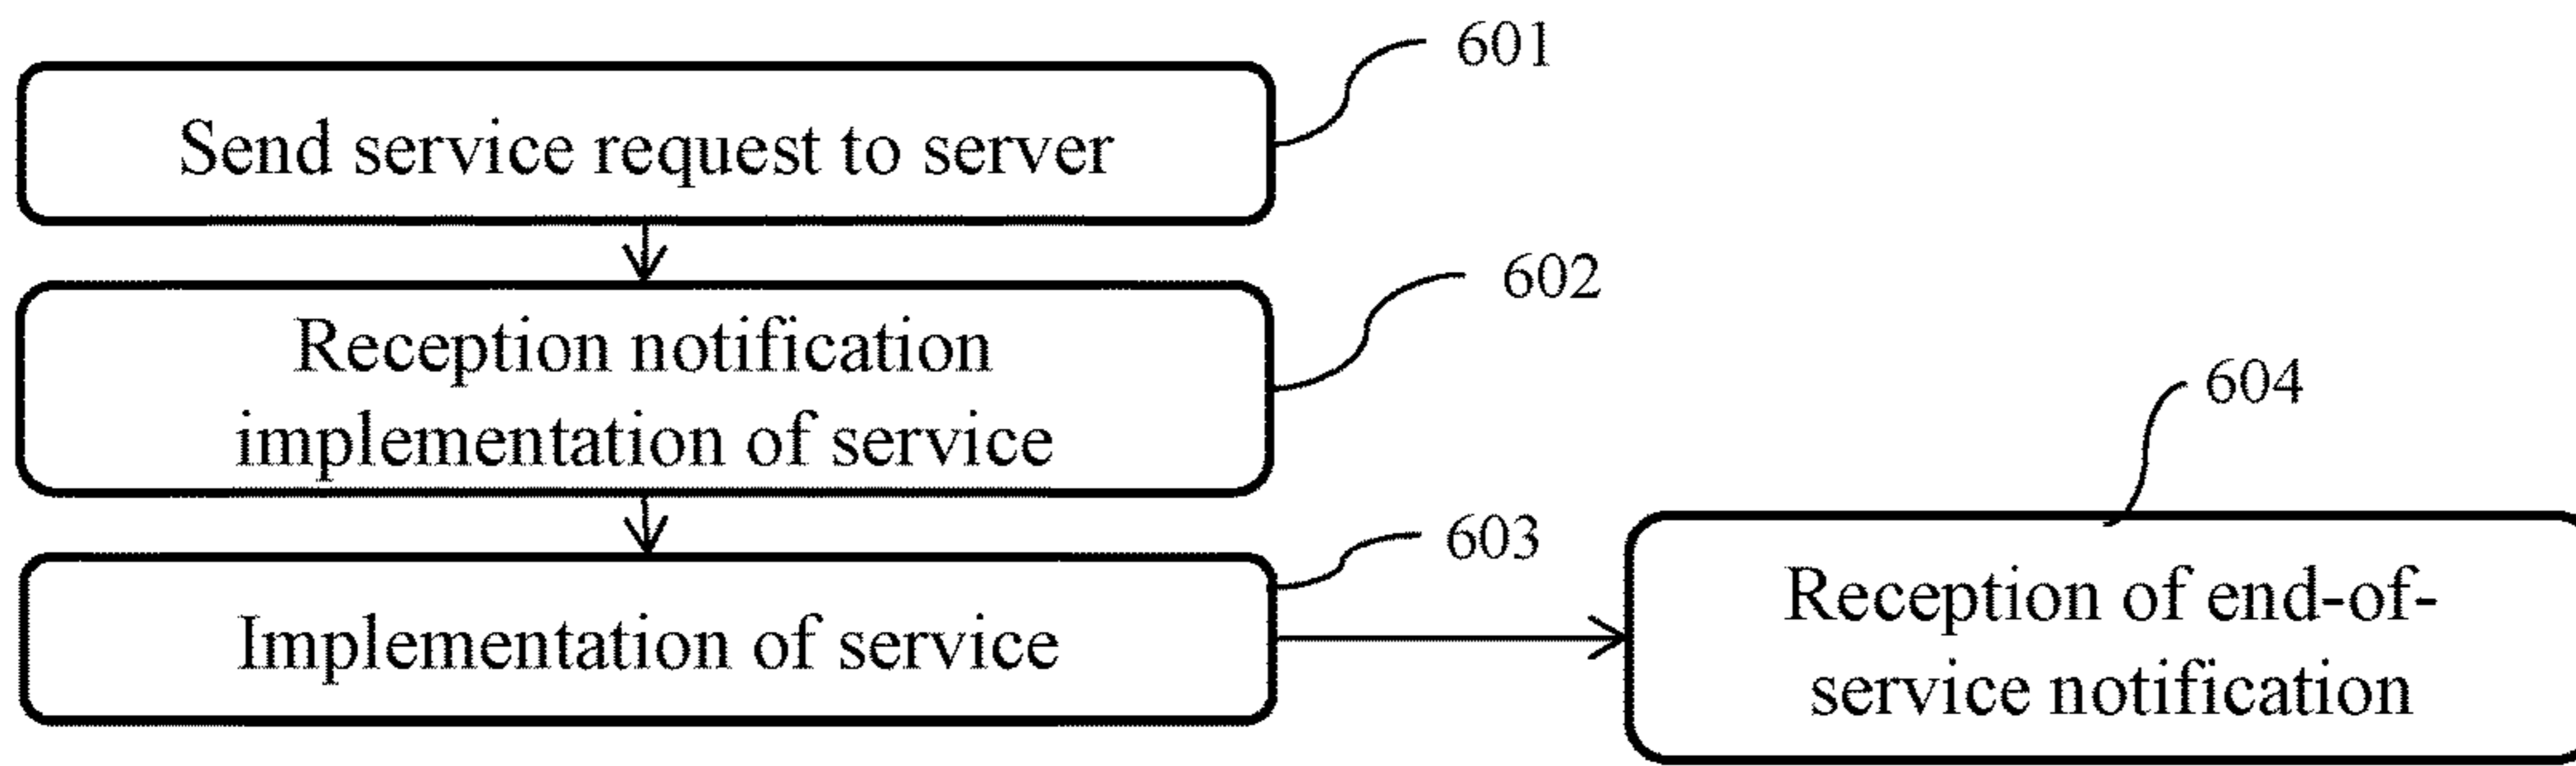 601
Send service request to server
602
Reception notification
implementation of service
603
Implementation of service
604
Reception of end-of-
service notification